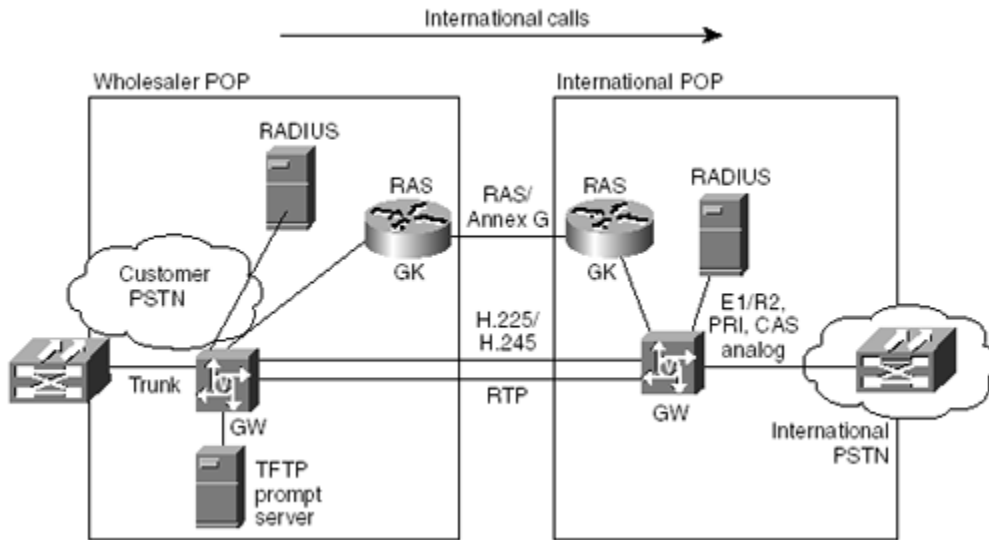 International calls
Wholesaler POP
International POP
RADIUS
RAS
RAS/
Annex G
RAS
RADIUS
GK
GK
Customer
PSTN
H.225/
H.245
E1/R2,
PRI, CAS
analog
Trunk
V
GW
RTP
V
GW
International
PSTN
TFTP
prompt
server